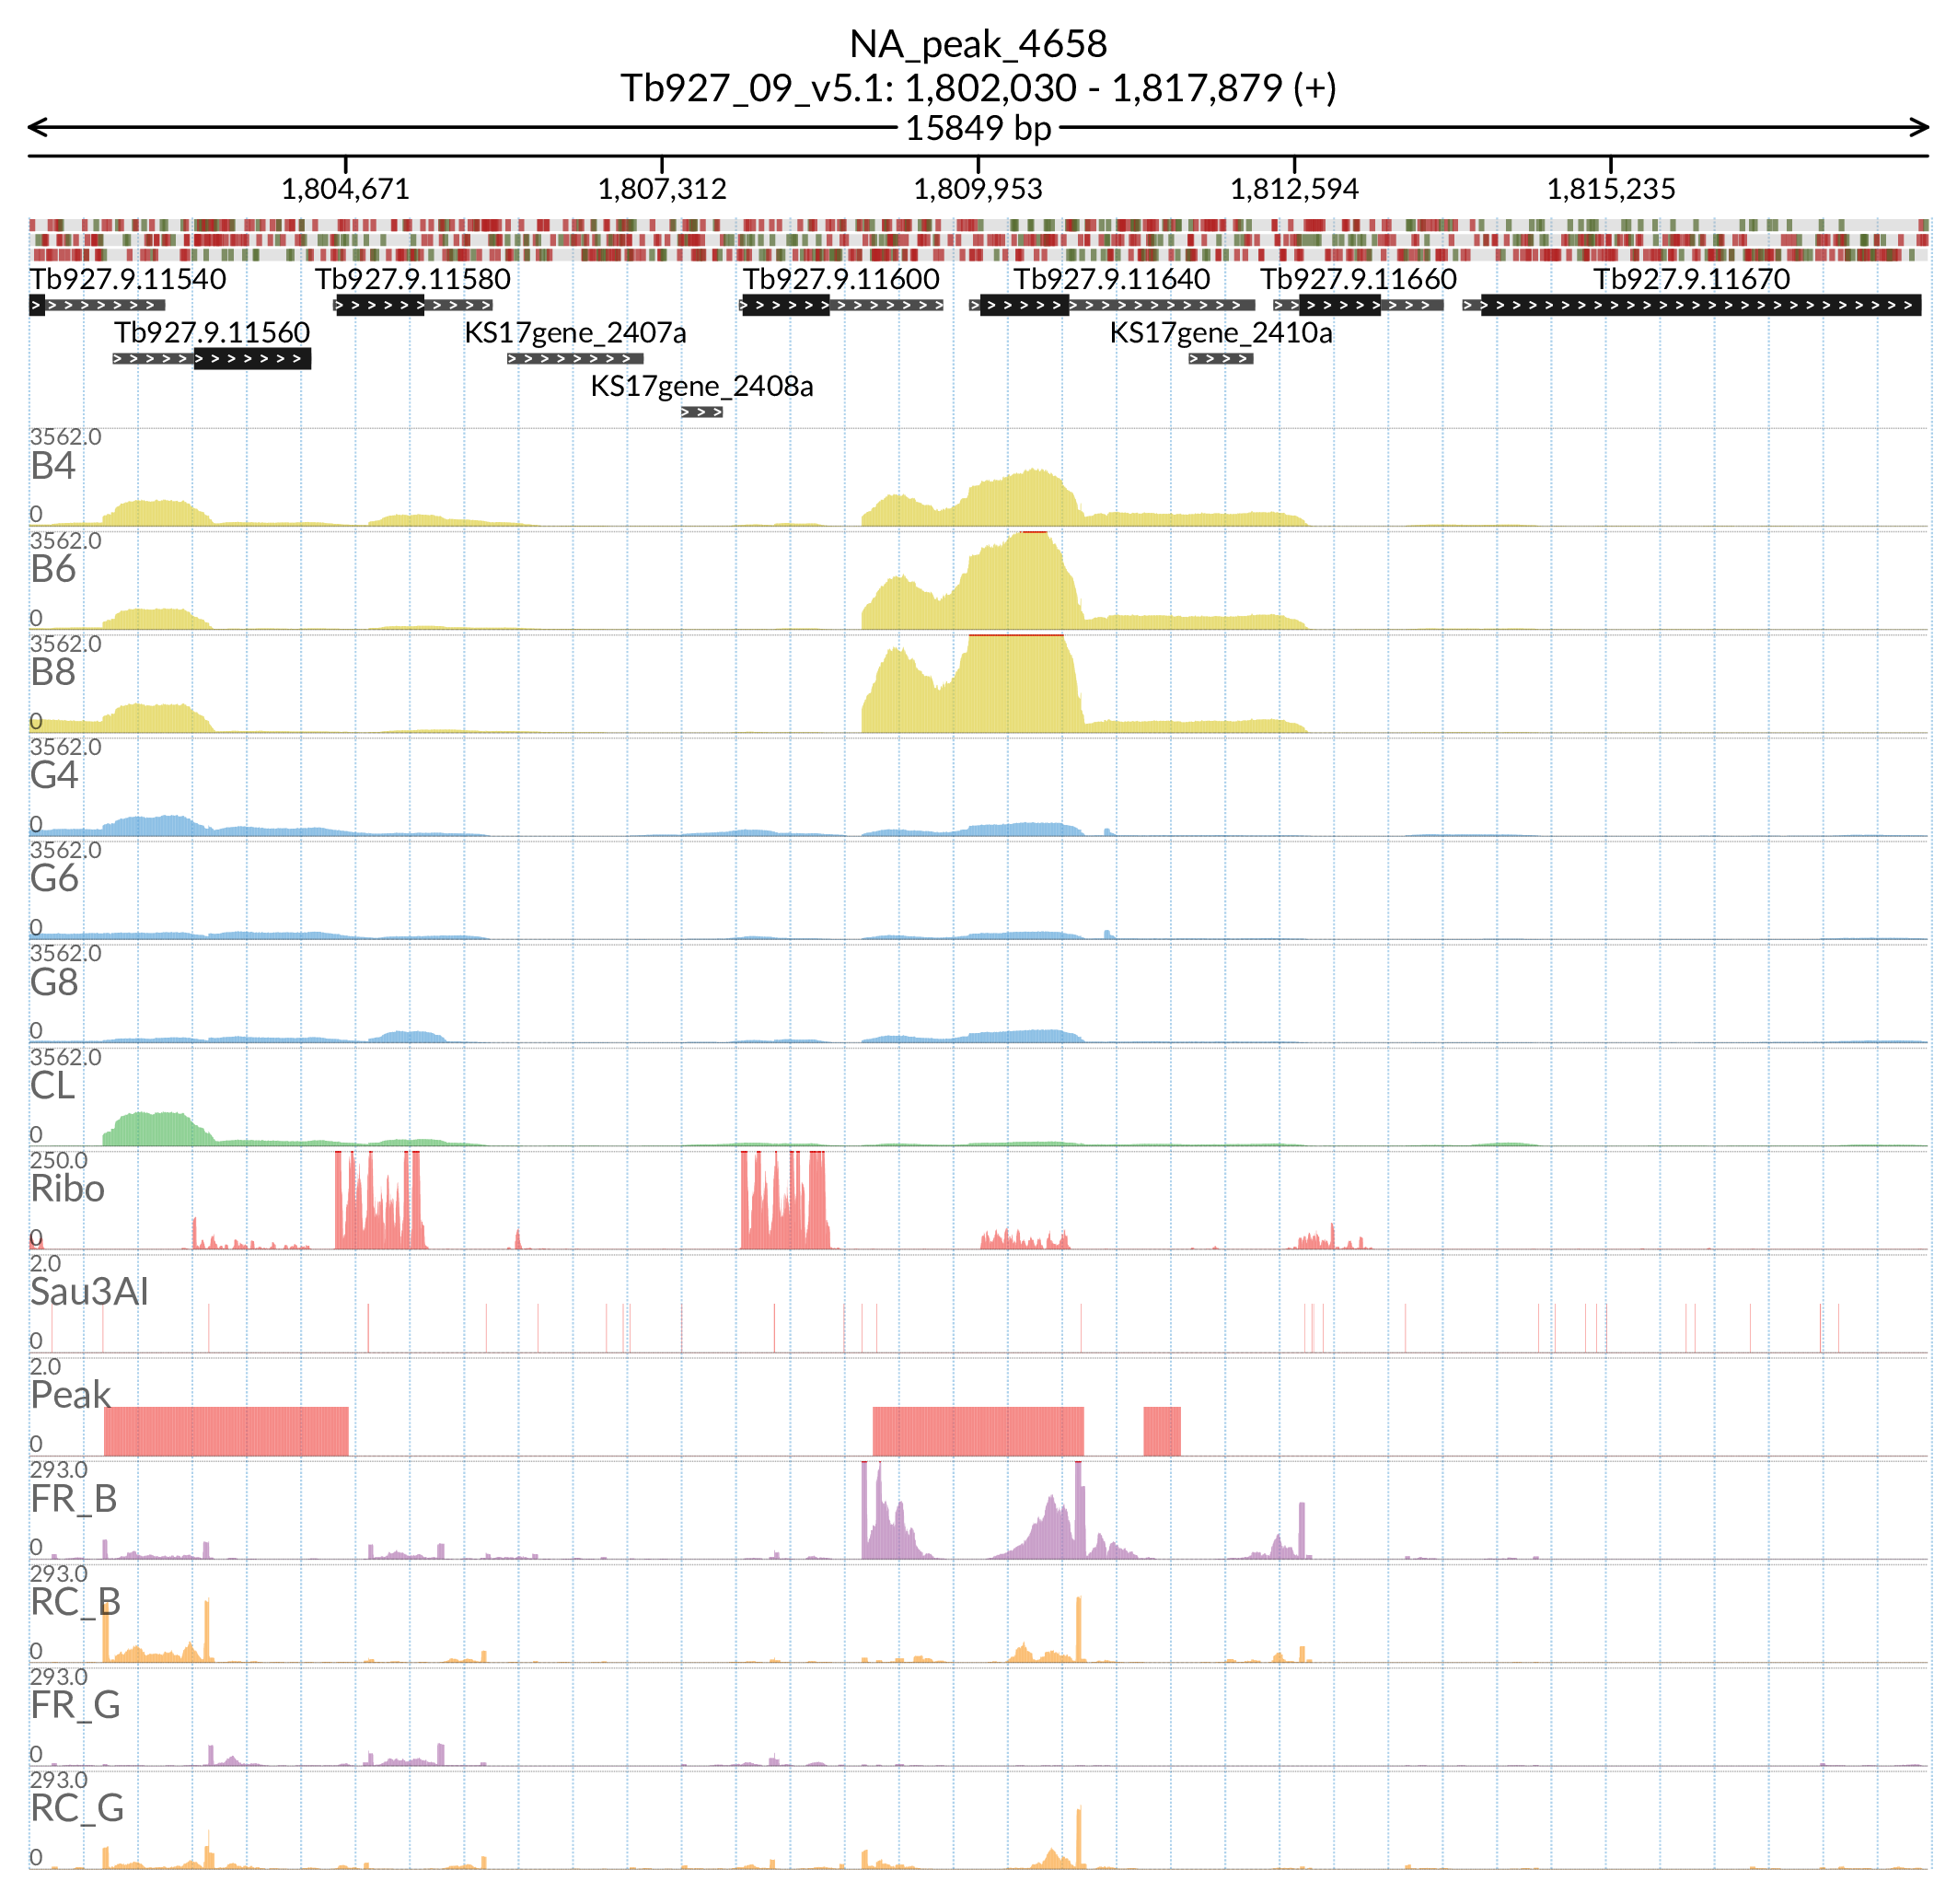 NA_peak_4658
Tb927_09_v5.1: 1,802,030 - 1,817,879 (+)
15849 bp
1,804,671 1,807,312 1,809,953 1,812,594 1,815,235
Tb927.9.11540 Tb927.9.11580 Tb927.9.11600 Tb927.9.11640 Tb927.9.11660 Tb927.9.11670
Tb927.9.11560 KS17gene_2407a KS17gene_2410a
KS17gene_2408a
3562.0
B4
0
3562.0
B6
0
3562.0
B8
0
3562.0
G4
0
3562.0
G6
0
3562.0
G8
0
3562.0
CL
0
250.0
Ribo
0
2.0
Sau3AI
0
2.0
Peak
0
293.0
FR_B
0
293.0
RC_B
0
293.0
FR_G
0
293.0
RC_G
0